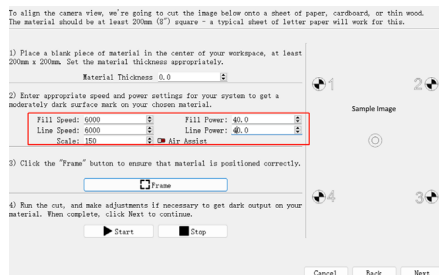 To align the camera view, we're going to cut the image below onto a sheet of paper, cardboard, or thin wood.
The material should be at least 200mm (8") square - a typical sheet of letter paper will work for this.
1) Place a blank piece of material in the center of your workspace, at least
200mm x 200mm. Set the material thickness appropriately.
Material Thickness 0.0
2) Enter appropriate speed and power settings for your system to get a
moderately dark surface mark on your chosen material.
Fill Speed: 6000 Fill Power: 40.0
Line Speed: 6000 Line Power: 40.0
Scale: 150 Air Assist
3) Click the "Frame" button to ensure that material is positioned correctly.
Frame
4) Run the cut, and make adjustments if necessary to get dark output on your
material. When complete, click Next to continue.
Start Stop
1 2
Sample Image
4 3
Cancel Back Next